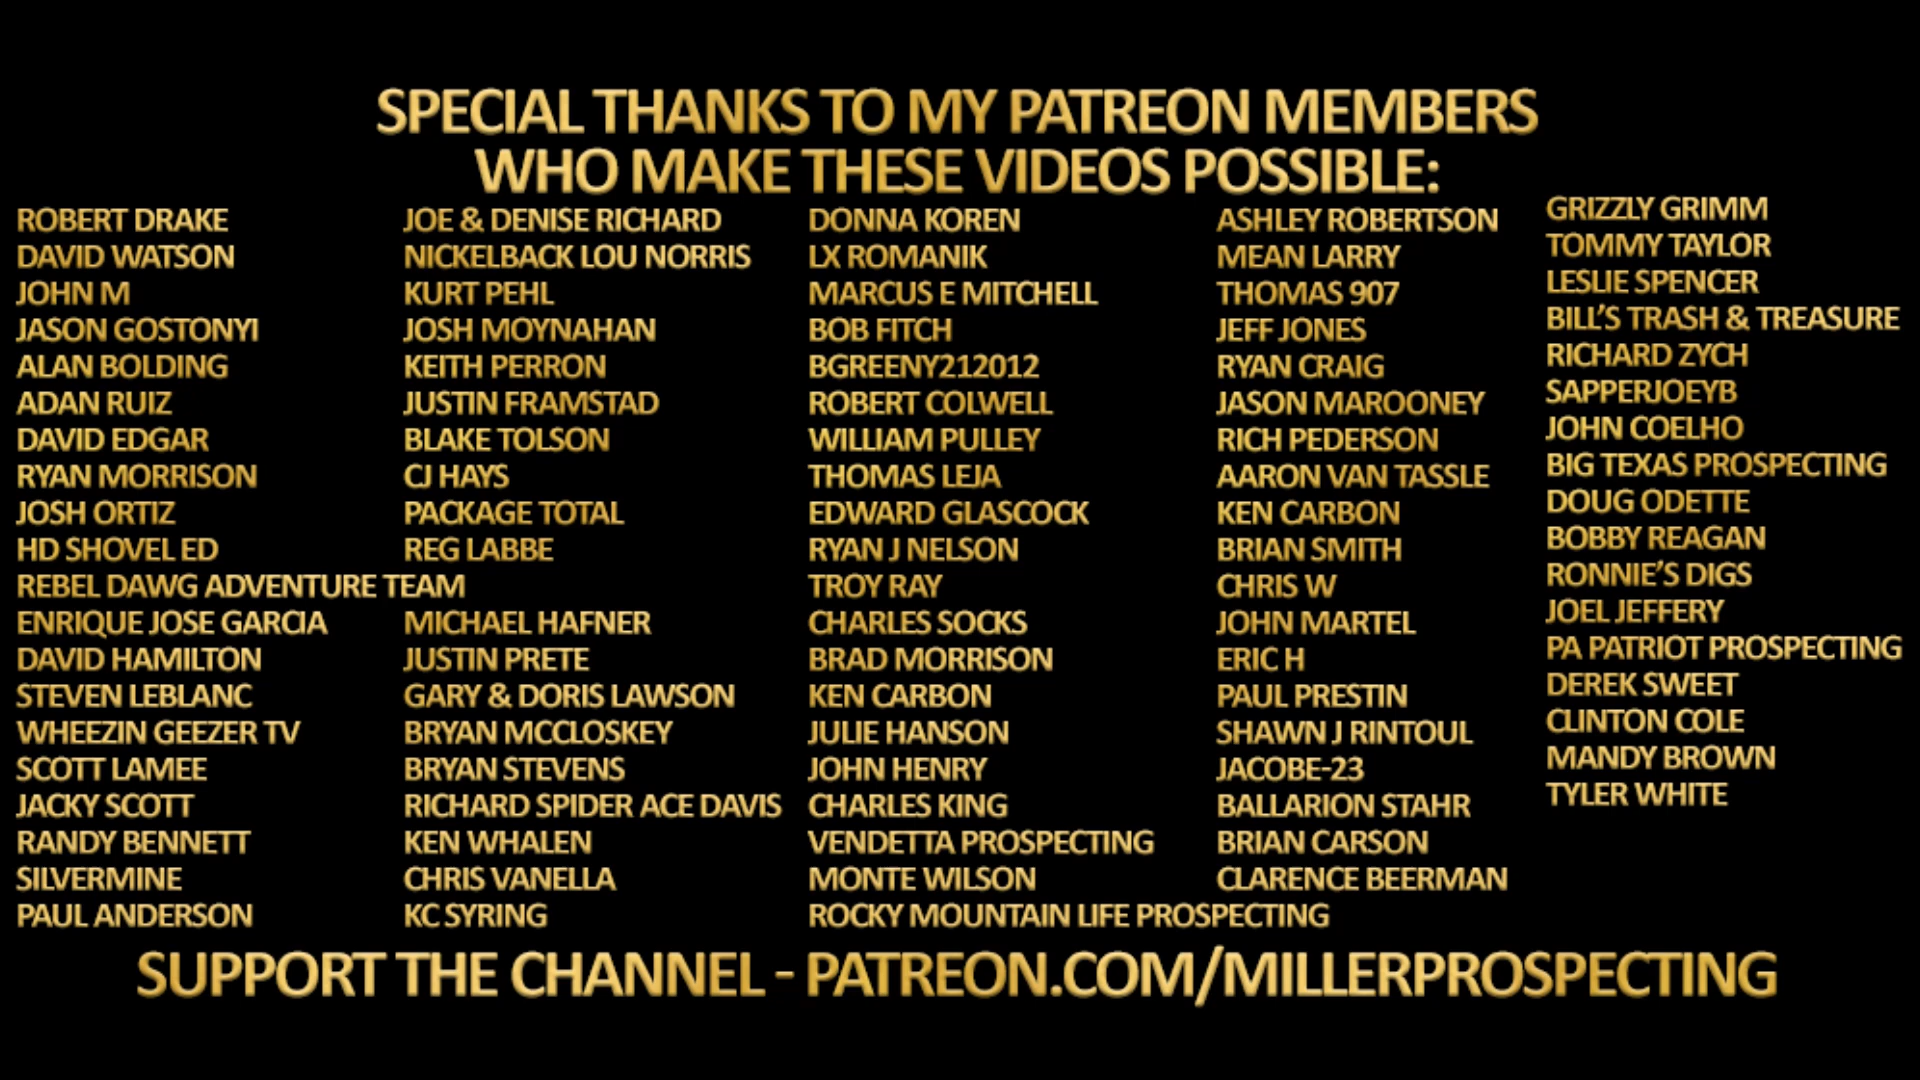 SPECIAL THANKS TO MY PATREON MEMBERS
WHO MAKE THESE VIDEOS POSSIBLE:
ROBERT DRAKE
DAVID WATSON
JOHN M
JASON GOSTONYI
ALAN BOLDING
ADAN RUIZ
DAVID EDGAR
RYAN MORRISON
JOSH ORTIZ
HD SHOVEL ED
REBEL DAWG ADVENTURE TEAM
ENRIQUE JOSE GARCIA
DAVID HAMILTON
STEVEN LEBLANC
WHEEZIN GEEZER TV
SCOTT LAMEE
JACKY SCOTT
RANDY BENNETT
SILVERMINE
PAUL ANDERSON
JOE & DENISE RICHARD
NICKELBACK LOU NORRIS
KURT PEHL
JOSH MOYNAHAN
KEITH PERRON
JUSTIN FRAMSTAD
BLAKE TOLSON
CJ HAYS
PACKAGE TOTAL
REG LABBE
MICHAEL HAFNER
JUSTIN PRETE
GARY & DORIS LAWSON
BRYAN MCCLOSKEY
BRYAN STEVENS
RICHARD SPIDER ACE DAVIS
KEN WHALEN
CHRIS VANELLA
KC SYRING
DONNA KOREN
LX ROMANIK
MARCUS E MITCHELL
BOB FITCH
BGREENY212012
ROBERT COLWELL
WILLIAM PULLEY
THOMAS LEJA
EDWARD GLASCOCK
RYAN J NELSON
TROY RAY
CHARLES SOCKS
BRAD MORRISON
KEN CARBON
JULIE HANSON
JOHN HENRY
CHARLES KING
VENDETTA PROSPECTING
MONTE WILSON
ROCKY MOUNTAIN LIFE PROSPECTING
ASHLEY ROBERTSON
MEAN LARRY
THOMAS 907
JEFF JONES
RYAN CRAIG
JASON MAROONEY
RICH PEDERSON
AARON VAN TASSLE
KEN CARBON
BRIAN SMITH
CHRIS W
JOHN MARTEL
ERIC H
PAUL PRESTIN
SHAWN J RINTOUL
JACOBE-23
BALLARION STAHR
BRIAN CARSON
CLARENCE BEERMAN
GRIZZLY GRIMM
TOMMY TAYLOR
LESLIE SPENCER
BILL'S TRASH & TREASURE
RICHARD ZYCH
SAPPERJOEYB
JOHN COELHO
BIG TEXAS PROSPECTING
DOUG ODETTE
BOBBY REAGAN
RONNIE'S DIGS
JOEL JEFFERY
PA PATRIOT PROSPECTING
DEREK SWEET
CLINTON COLE
MANDY BROWN
TYLER WHITE
SUPPORT THE CHANNEL - PATREON.COM/MILLERPROSPECTING